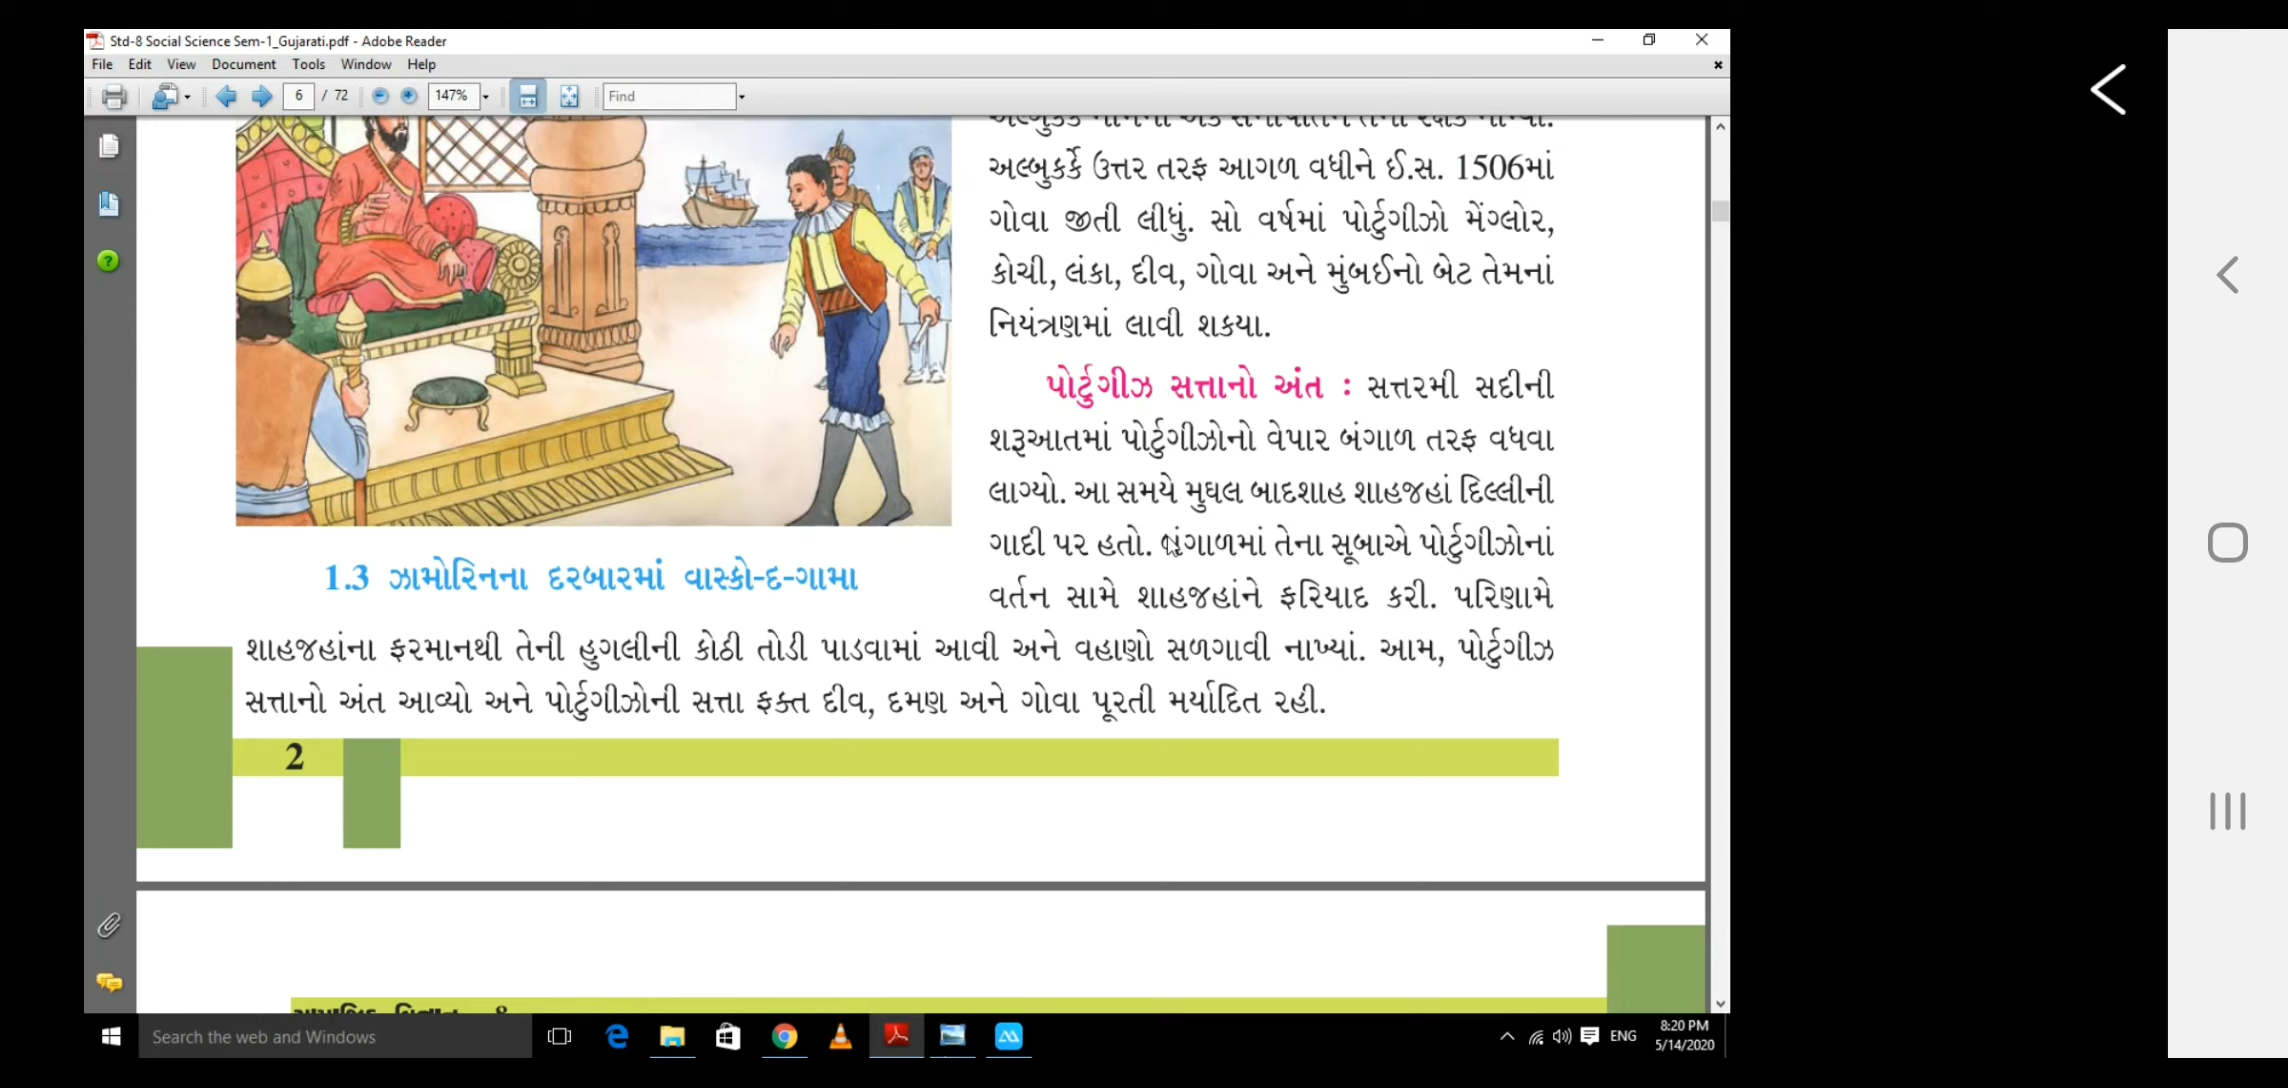 Std-8 Social Science Sem-1_Gujarati.pdf - Adobe Reader
File Edit View Document Tools Window Help
6 / 72 147% Find
અલ્બુકર્કે ઉત્તર તરફ આગળ વધીને ઈ.સ. 1506માં
ગોવા જીતી લીધું. સો વર્ષમાં પોર્ટુગીઝો મેંગ્લોર,
કોચી, લંકા, દીવ, ગોવા અને મુંબઈનો બેટ તેમનાં
નિયંત્રણમાં લાવી શકયા.
પોર્ટુગીઝ સત્તાનો અંત : સત્તરમી સદીની
શરૂઆતમાં પોર્ટુગીઝોનો વેપાર બંગાળ તરફ વધવા
લાગ્યો. આ સમયે મુઘલ બાદશાહ શાહજહાં દિલ્લીની
ગાદી પર હતો. બંગાળમાં તેના સૂબાએ પોર્ટુગીઝોનાં
વર્તન સામે શાહજહાંને ફરિયાદ કરી. પરિણામે
1.3 ઝામોરિનના દરબારમાં વાસ્કો-દ-ગામા
શાહજહાંના ફરમાનથી તેની હુગલીની કોઠી તોડી પાડવામાં આવી અને વહાણો સળગાવી નાખ્યાં. આમ, પોર્ટુગીઝ
સત્તાનો અંત આવ્યો અને પોર્ટુગીઝોની સત્તા ફક્ત દીવ, દમણ અને ગોવા પૂરતી મર્યાદિત રહી.
2
Search the web and Windows
ENG
8:20 PM
5/14/2020